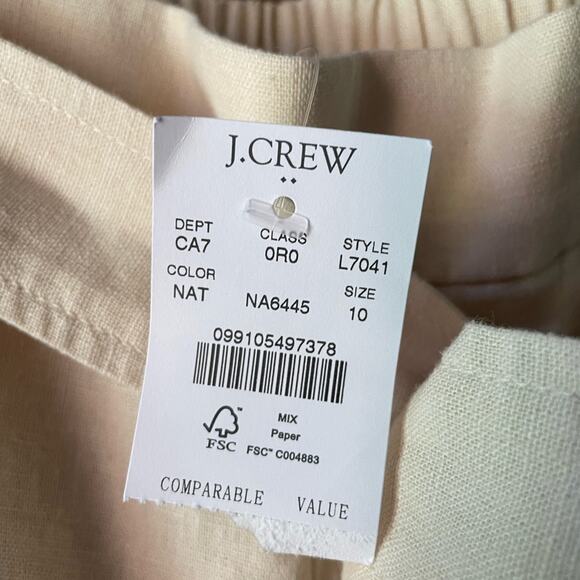 J.CREW
DEPT CLASS STYLE
CA7 0R0 L7041
COLOR SIZE
NAT NA6445 10
099105497378
MIX
Paper
FSC™ FSC™ C004883
COMPARABLE VALUE